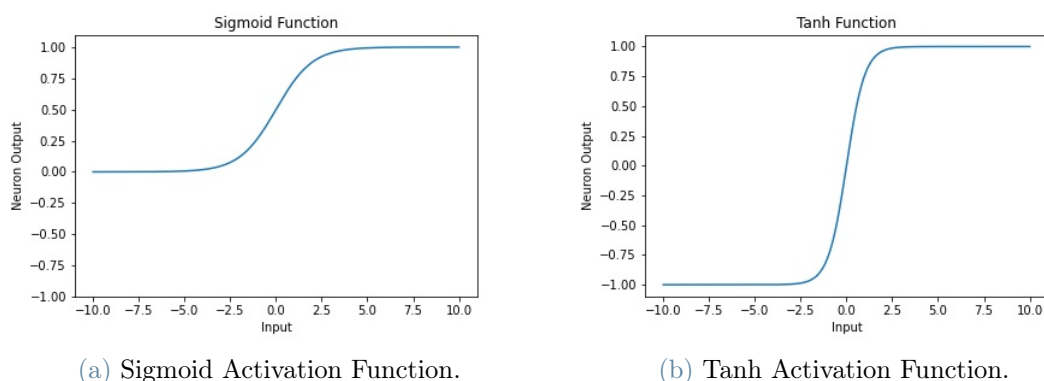 Sigmoid Function
1.00
0.75
0.50
0.25
0.00
−0.25
−0.50
−0.75
−1.00
Neuron Output
−10.0 −7.5 −5.0 −2.5 0.0 2.5 5.0 7.5 10.0
Input
(a) Sigmoid Activation Function.
Tanh Function
1.00
0.75
0.50
0.25
0.00
−0.25
−0.50
−0.75
−1.00
Neuron Output
−10.0 −7.5 −5.0 −2.5 0.0 2.5 5.0 7.5 10.0
Input
(b) Tanh Activation Function.